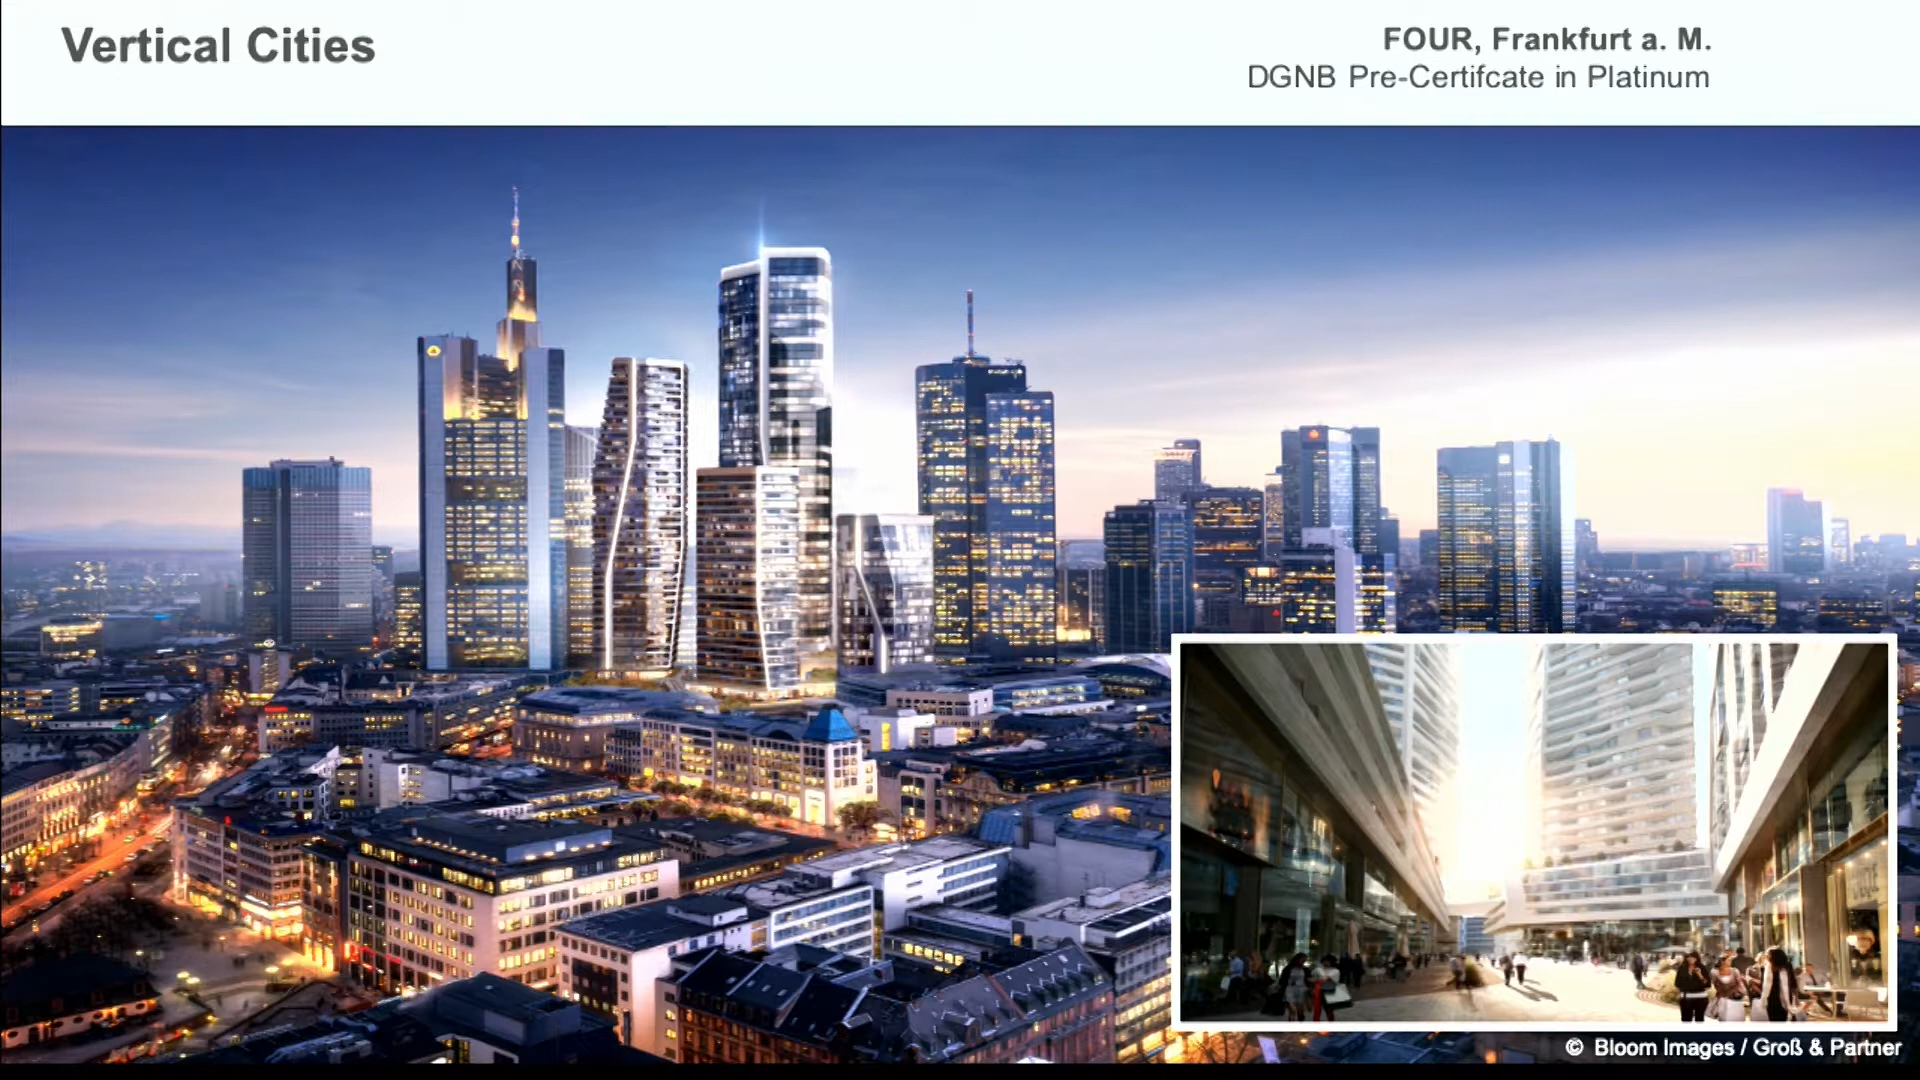 Vertical Cities
FOUR, Frankfurt a. M.
DGNB Pre-Certifcate in Platinum
© Bloom Images / Groß & Partner